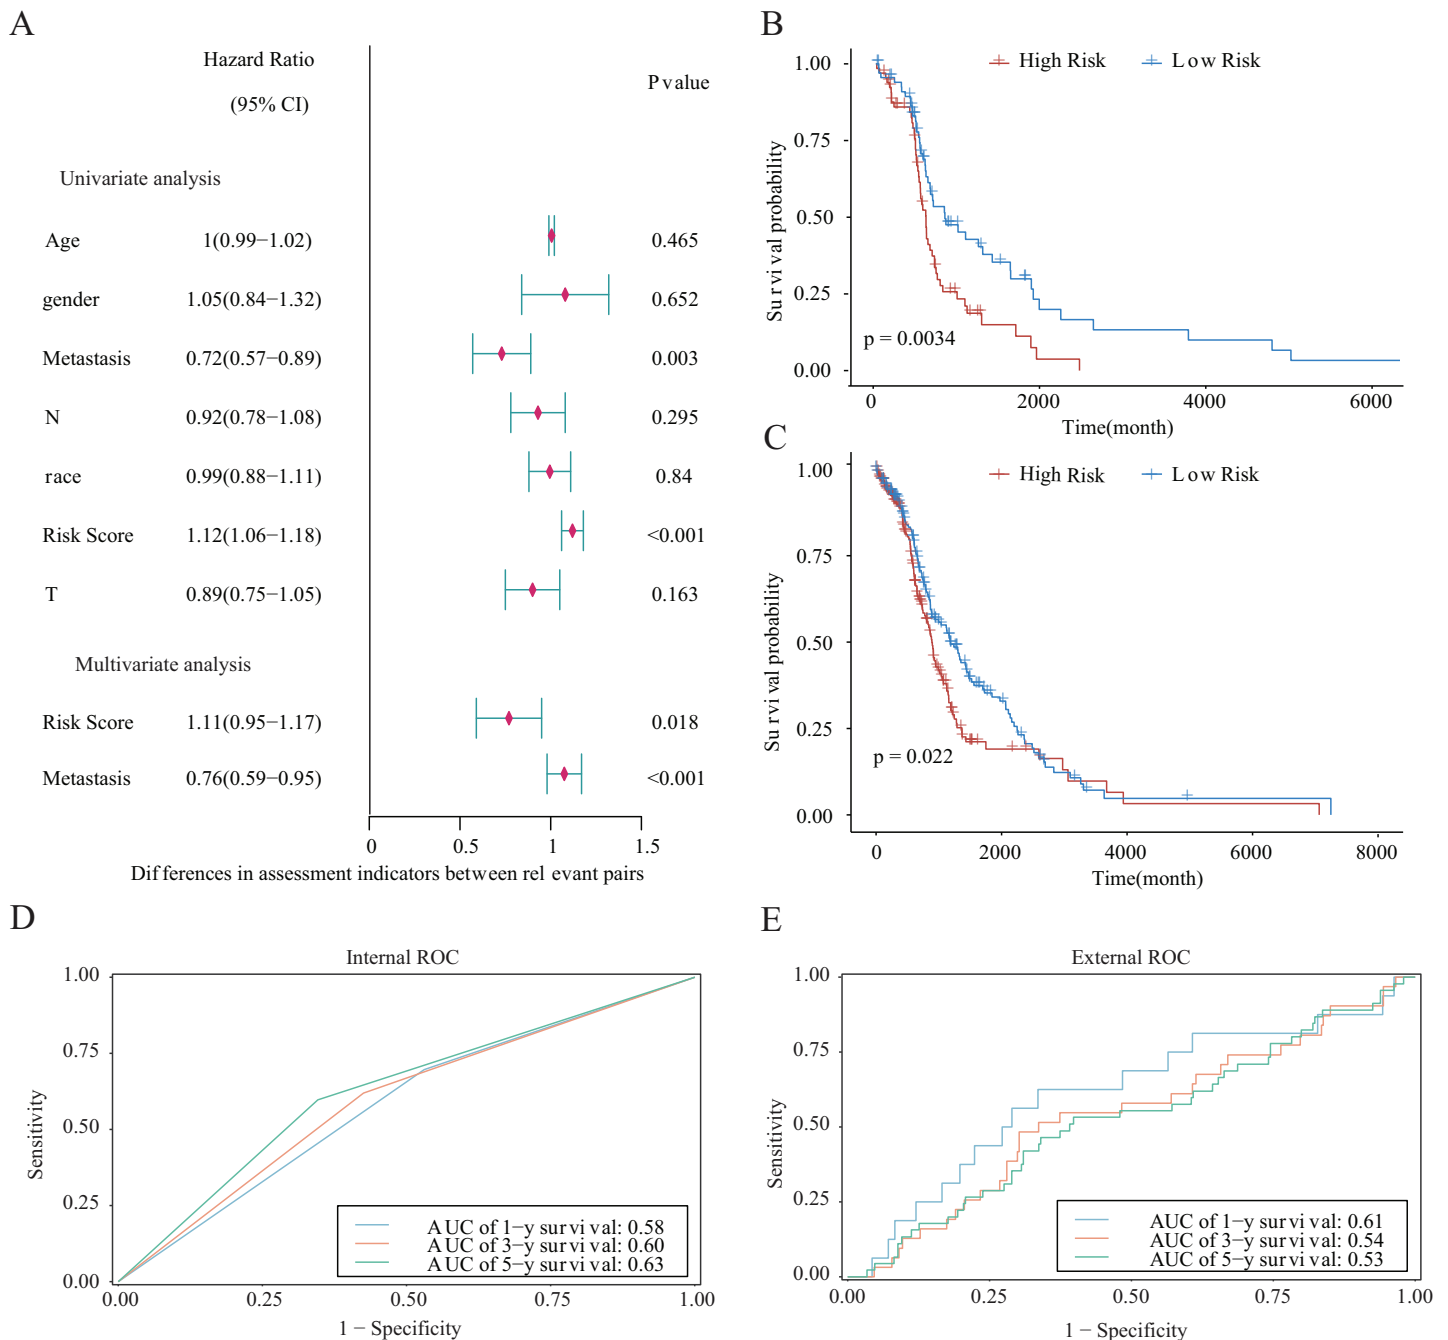 A
Hazard Ratio
(95% CI)
P value
Univariate analysis
Age 1(0.99−1.02) 0.465
gender 1.05(0.84−1.32) 0.652
Metastasis 0.72(0.57−0.89) 0.003
N 0.92(0.78−1.08) 0.295
race 0.99(0.88−1.11) 0.84
Risk Score 1.12(1.06−1.18) <0.001
T 0.89(0.75−1.05) 0.163
Multivariate analysis
Risk Score 1.11(0.95−1.17) 0.018
Metastasis 0.76(0.59−0.95) <0.001
0 0.5 1 1.5
Differences in assessment indicators between relevant pairs
B
High Risk Low Risk
Survival probability
1.00
0.75
0.50
0.25
0.00
p = 0.0034
0 2000 4000 6000
Time(month)
C
High Risk Low Risk
Survival probability
1.00
0.75
0.50
0.25
0.00
p = 0.022
0 2000 4000 6000 8000
Time(month)
D
Internal ROC
Sensitivity
1.00
0.75
0.50
0.25
0.00
AUC of 1−y survival: 0.58
AUC of 3−y survival: 0.60
AUC of 5−y survival: 0.63
0.00 0.25 0.50 0.75 1.00
1 − Specificity
E
External ROC
Sensitivity
1.00
0.75
0.50
0.25
0.00
AUC of 1−y survival: 0.61
AUC of 3−y survival: 0.54
AUC of 5−y survival: 0.53
0.00 0.25 0.50 0.75 1.00
1 − Specificity